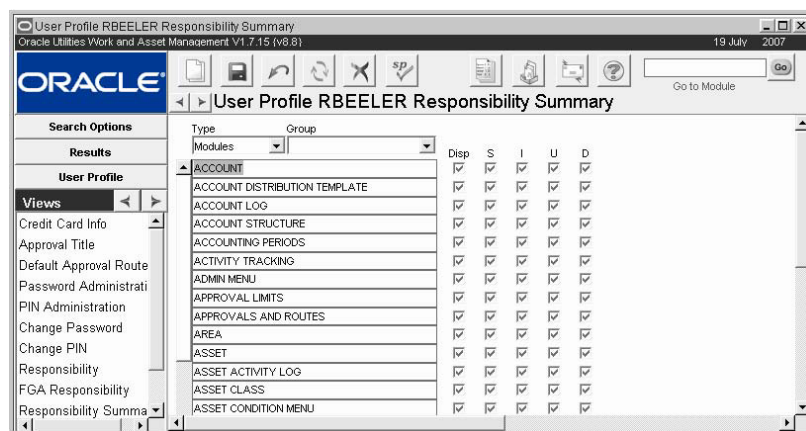 User Profile RBEELER Responsibility Summary
Oracle Utilities Work and Asset Management V1.7.15 (v8.8) 19 July 2007
ORACLE
sp
Go
Go to Module
User Profile RBEELER Responsibility Summary
Search Options
Results
User Profile
Views
Credit Card Info
Approval Title
Default Approval Route
Password Administrati
PIN Administration
Change Password
Change PIN
Responsibility
FGA Responsibility
Responsibility Summa
Type Group
Modules
Disp S I U D
ACCOUNT
ACCOUNT DISTRIBUTION TEMPLATE
ACCOUNT LOG
ACCOUNT STRUCTURE
ACCOUNTING PERIODS
ACTIVITY TRACKING
ADMIN MENU
APPROVAL LIMITS
APPROVALS AND ROUTES
AREA
ASSET
ASSET ACTIVITY LOG
ASSET CLASS
ASSET CONDITION MENU